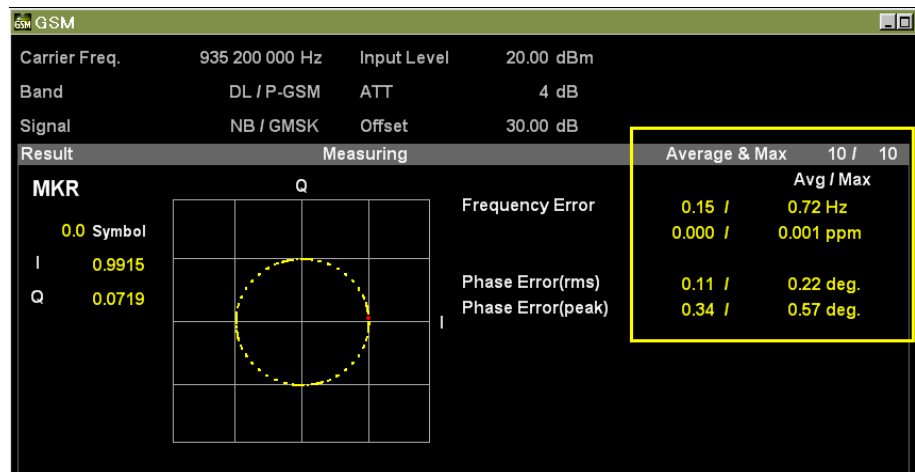 GSM GSM
Carrier Freq. 935 200 000 Hz Input Level 20.00 dBm
Band DL / P-GSM ATT 4 dB
Signal NB / GMSK Offset 30.00 dB
Result Measuring Average & Max 10 / 10
MKR Q Avg / Max
Frequency Error 0.15 / 0.72 Hz
0.0 Symbol 0.000 / 0.001 ppm
I 0.9915
Phase Error(rms) 0.11 / 0.22 deg.
Q 0.0719
Phase Error(peak) 0.34 / 0.57 deg.
I